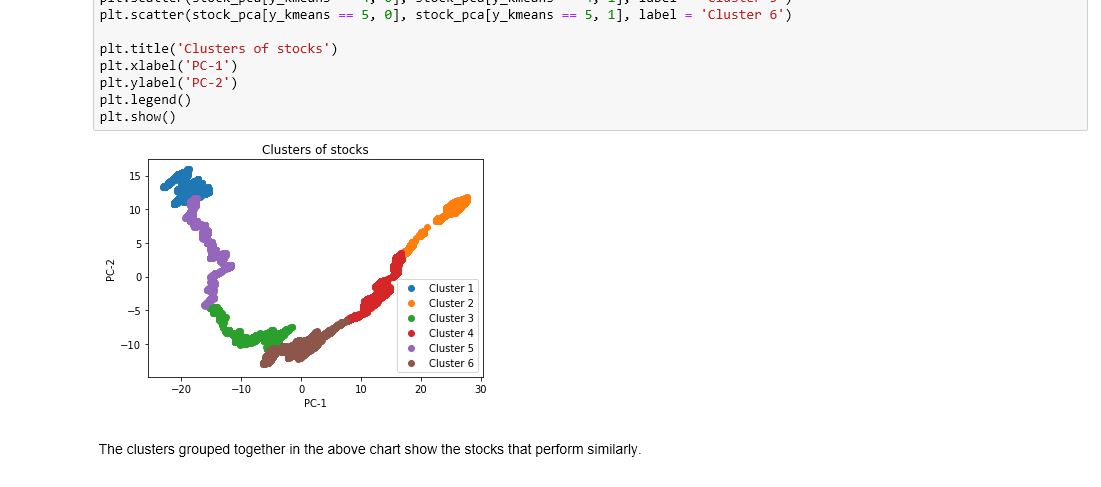 plt.scatter(stock_pca[y_kmeans == 5, 0], stock_pca[y_kmeans == 5, 1], label = 'Cluster 6')
plt.title('Clusters of stocks')
plt.xlabel('PC-1')
plt.ylabel('PC-2')
plt.legend()
plt.show()
Clusters of stocks
15
10
5
0
−5
−10
PC-2
Cluster 1
Cluster 2
Cluster 3
Cluster 4
Cluster 5
Cluster 6
−20 −10 0 10 20 30
PC-1
The clusters grouped together in the above chart show the stocks that perform similarly.